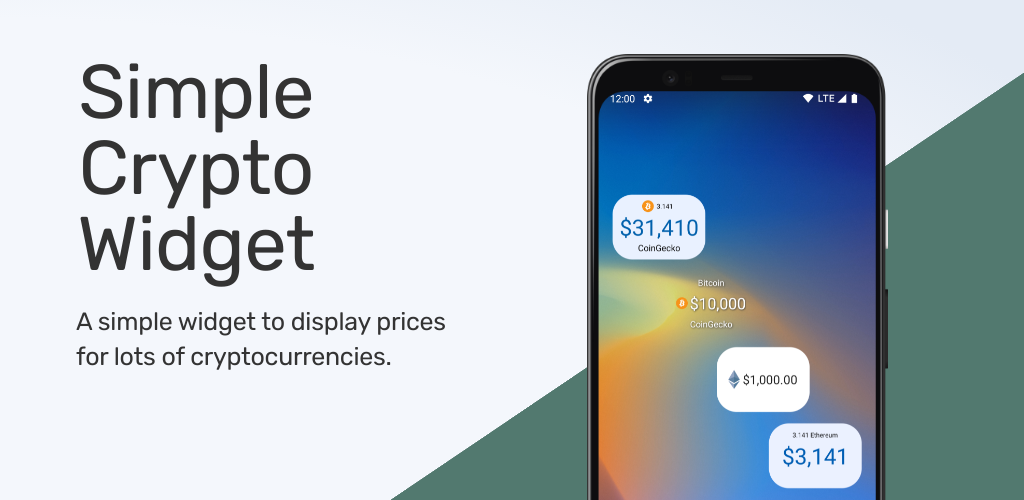 Simple
Crypto
Widget
A simple widget to display prices
for lots of cryptocurrencies.
12:00 LTE
3.141
$31,410
CoinGecko
Bitcoin
$10,000
CoinGecko
$1,000.00
3.141 Ethereum
$3,141